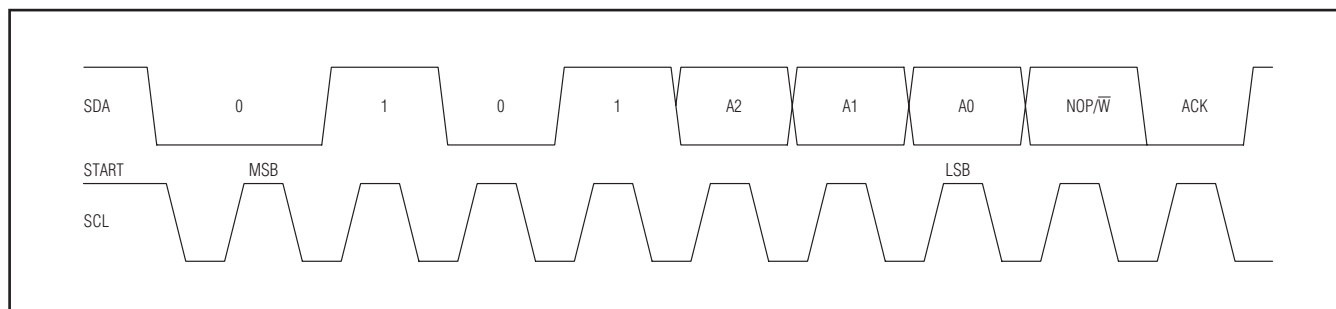 SDA 0 1 0 1 A2 A1 A0 NOP/W̅ ACK
START MSB LSB
SCL